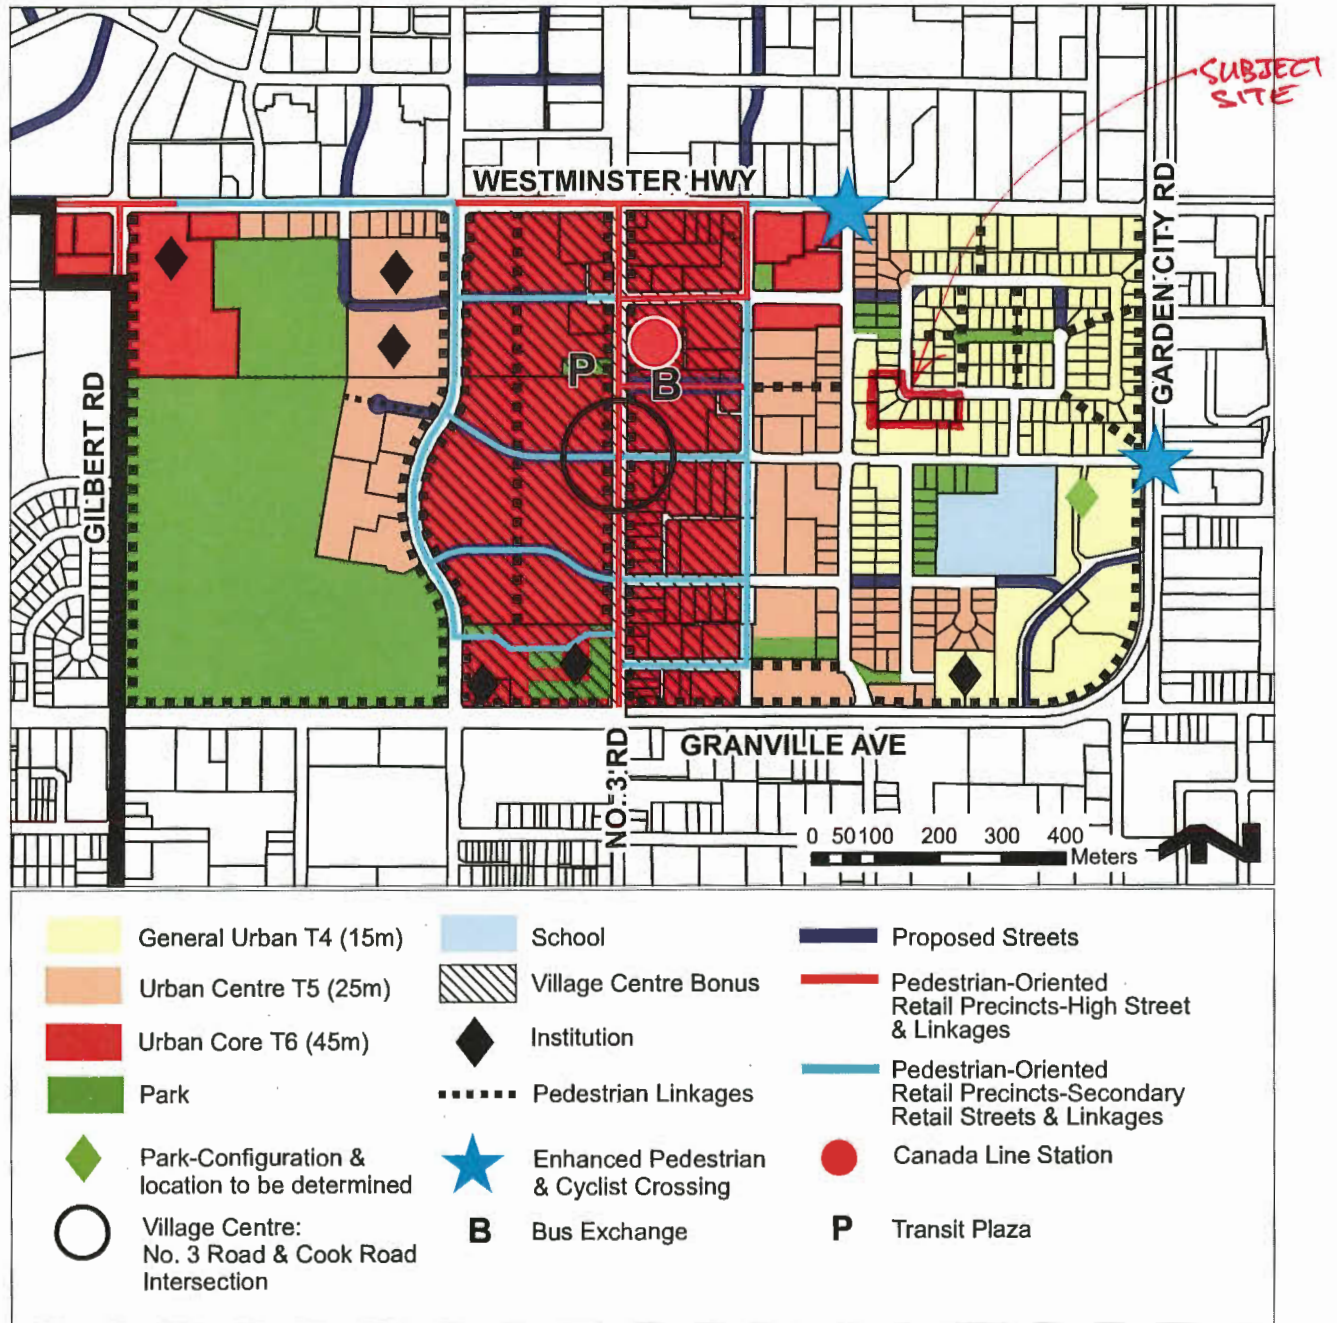 SUBJECT
SITE
WESTMINSTER HWY
GARDEN CITY RD
GILBERT RD
P
B
GRANVILLE AVE
NO. 3 RD
0 50 100 200 300 400
Meters
General Urban T4 (15m)
Urban Centre T5 (25m)
Urban Core T6 (45m)
Park
Park-Configuration &
location to be determined
Village Centre:
No. 3 Road & Cook Road
Intersection
School
Village Centre Bonus
Institution
Pedestrian Linkages
Enhanced Pedestrian
& Cyclist Crossing
B Bus Exchange
Proposed Streets
Pedestrian-Oriented
Retail Precincts-High Street
& Linkages
Pedestrian-Oriented
Retail Precincts-Secondary
Retail Streets & Linkages
Canada Line Station
P Transit Plaza